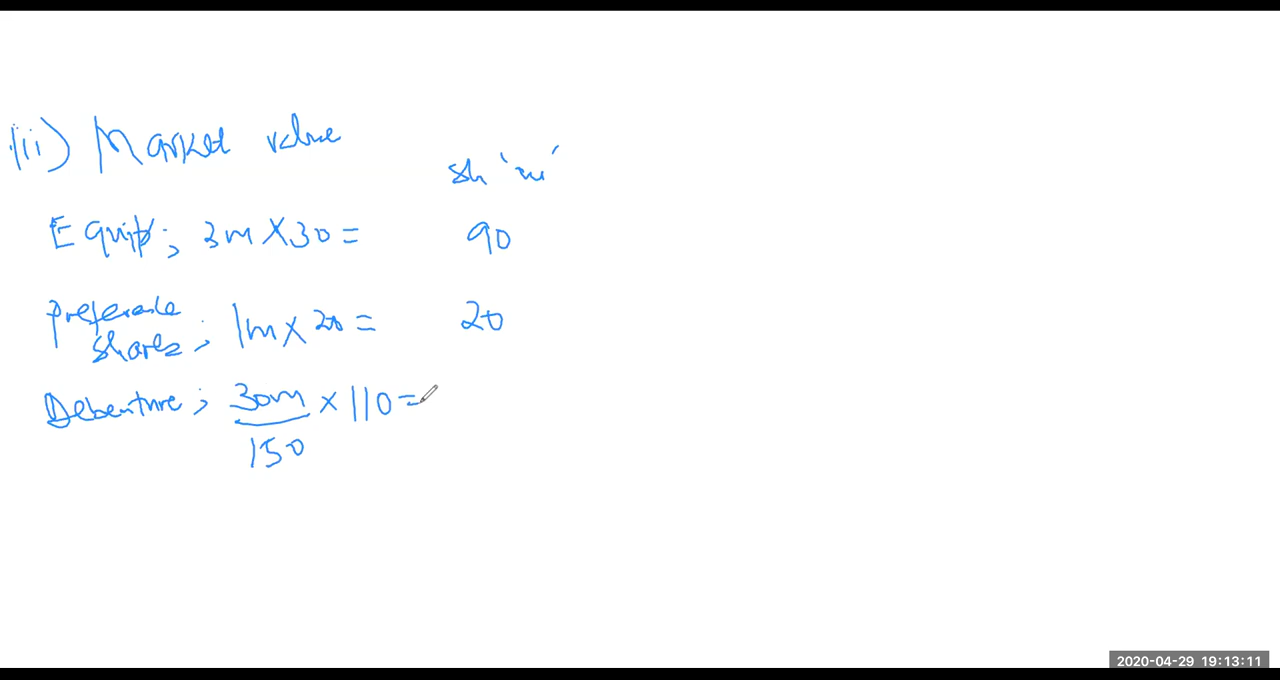 (ii) Market value
sh 'm'
Equity; 3m x 30 = 90
preference
shares; 1m x 20 = 20
Debenture; 30m x 110 =
150
2020-04-29 19:13:11